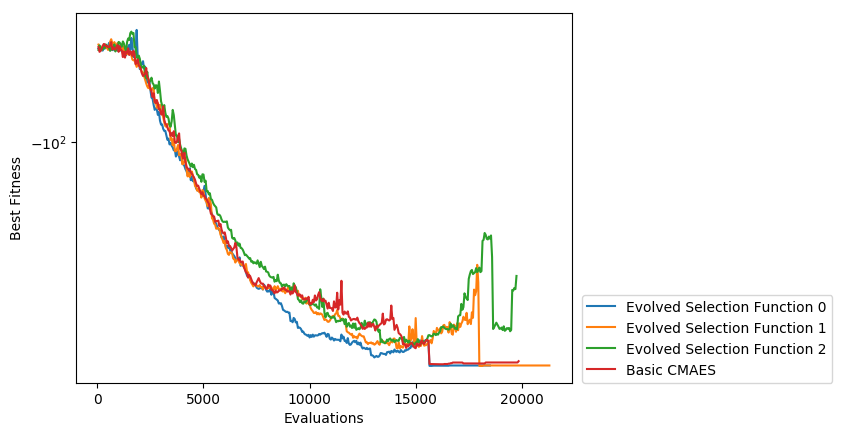 Best Fitness
−10²
0 5000 10000 15000 20000
Evaluations
Evolved Selection Function 0
Evolved Selection Function 1
Evolved Selection Function 2
Basic CMAES